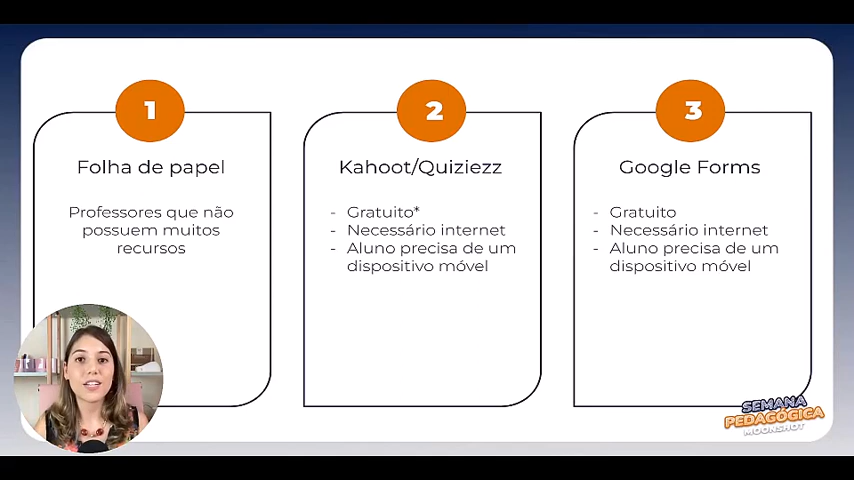 1
Folha de papel
Professores que não
possuem muitos
recursos
2
Kahoot/Quiziezz
- Gratuito*
- Necessário internet
- Aluno precisa de um
dispositivo móvel
3
Google Forms
- Gratuito
- Necessário internet
- Aluno precisa de um
dispositivo móvel
SEMANA
PEDAGÓGICA
MOONSHOT